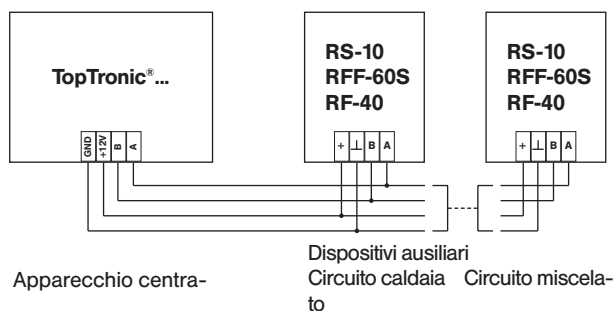 TopTronic®...
GND +12V B A
RS-10
RFF-60S
RF-40
+ ⊥ B A
RS-10
RFF-60S
RF-40
+ ⊥ B A
Apparecchio centra-
Dispositivi ausiliari
Circuito caldaia Circuito miscela-
to